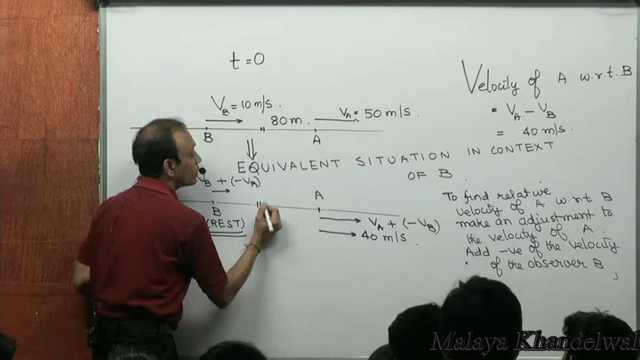 t = 0
Velocity of A w.r.t. B
= V_A - V_B
= 40 m/s.
V_B = 10 m/s.
80 m.
V_A = 50 m/s
B
A
EQUIVALENT SITUATION IN CONTEXT
OF B.
V_B + (-V_B)
A
B
REST)
V_A + (-V_B)
40 m/s.
To find relative
velocity of A w.r.t B
make an adjustment to
the velocity of A.
Add -ve of the velocity
of the observer B
Malaya Khandelwal